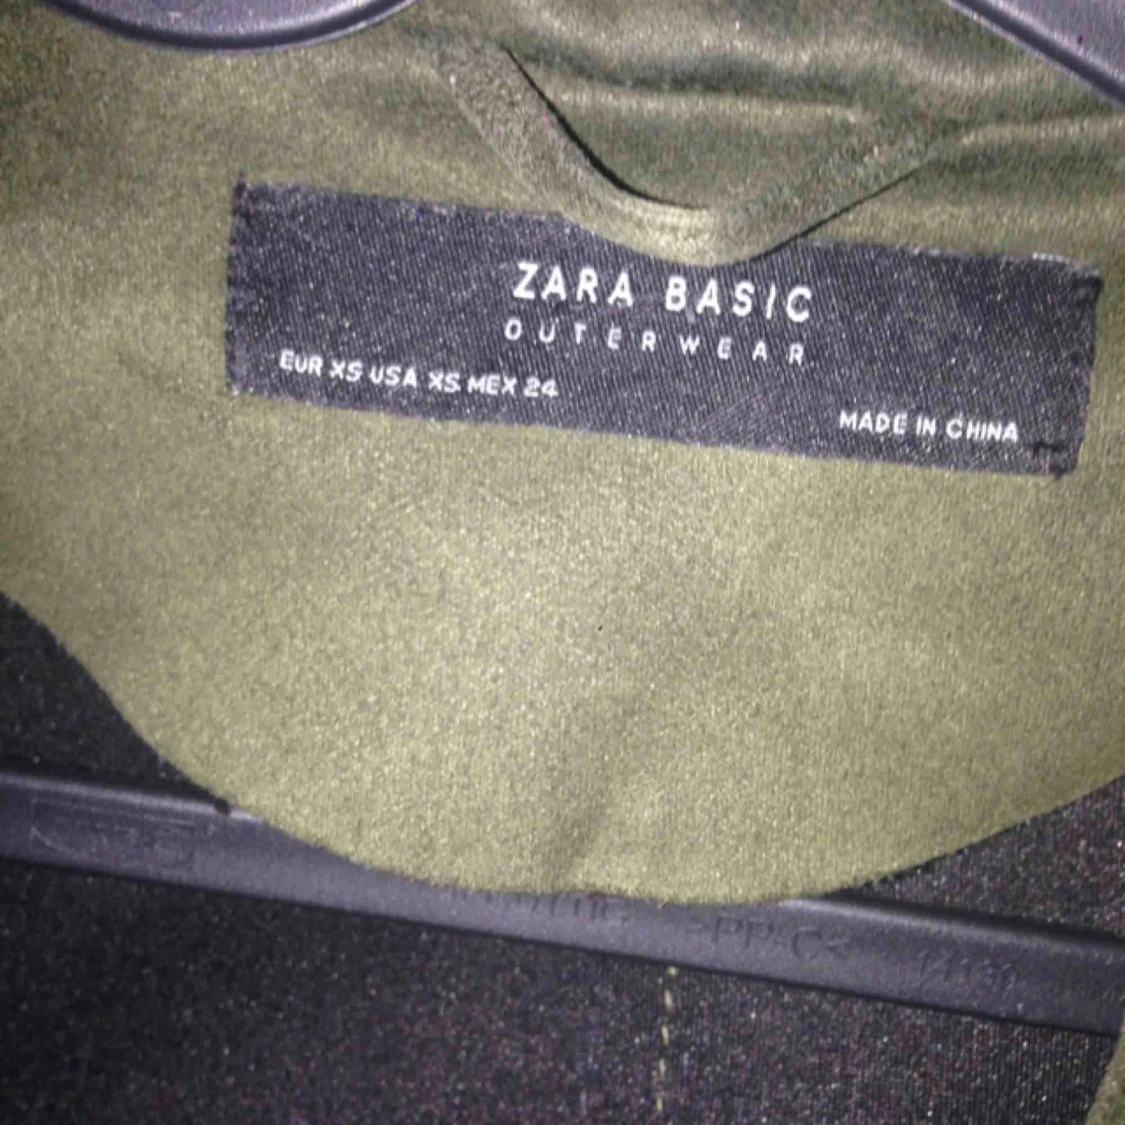 ZARA BASIC
OUTERWEAR
EUR XS USA XS MEX 24
MADE IN CHINA